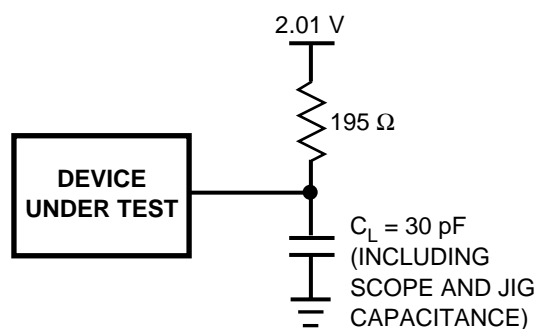 2.01 V
195 Ω
DEVICE
UNDER TEST
C_L = 30 pF
(INCLUDING
SCOPE AND JIG
CAPACITANCE)